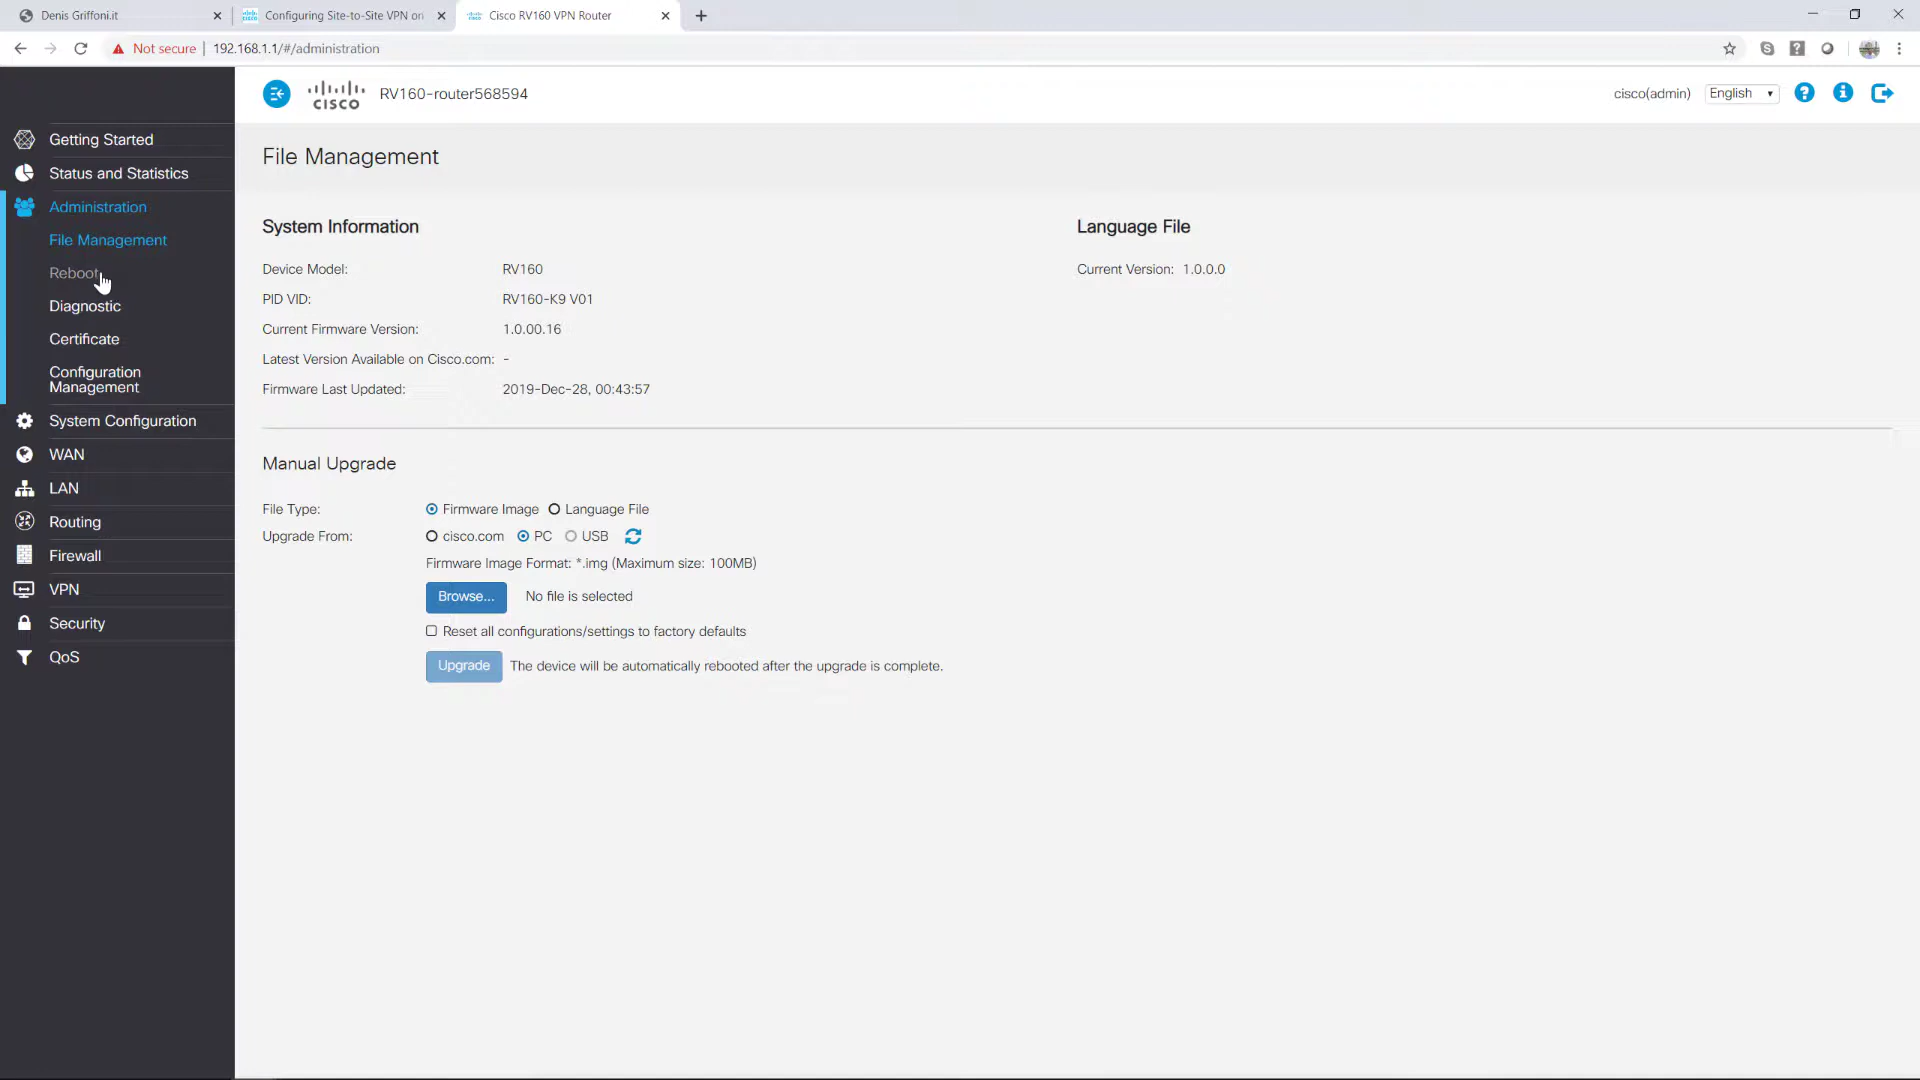 Denis Griffoni.it
Configuring Site-to-Site VPN on
Cisco RV160 VPN Router
Not secure
192.168.1.1/#/administration
cisco
RV160-router568594
cisco(admin)
English
Getting Started
Status and Statistics
Administration
File Management
Reboot
Diagnostic
Certificate
Configuration
Management
System Configuration
WAN
LAN
Routing
Firewall
VPN
Security
QoS
File Management
System Information
Device Model: RV160
PID VID: RV160-K9 V01
Current Firmware Version: 1.0.00.16
Latest Version Available on Cisco.com: -
Firmware Last Updated: 2019-Dec-28, 00:43:57
Language File
Current Version: 1.0.0.0
Manual Upgrade
File Type: Firmware Image Language File
Upgrade From: cisco.com PC USB
Firmware Image Format: *.img (Maximum size: 100MB)
Browse... No file is selected
Reset all configurations/settings to factory defaults
Upgrade The device will be automatically rebooted after the upgrade is complete.